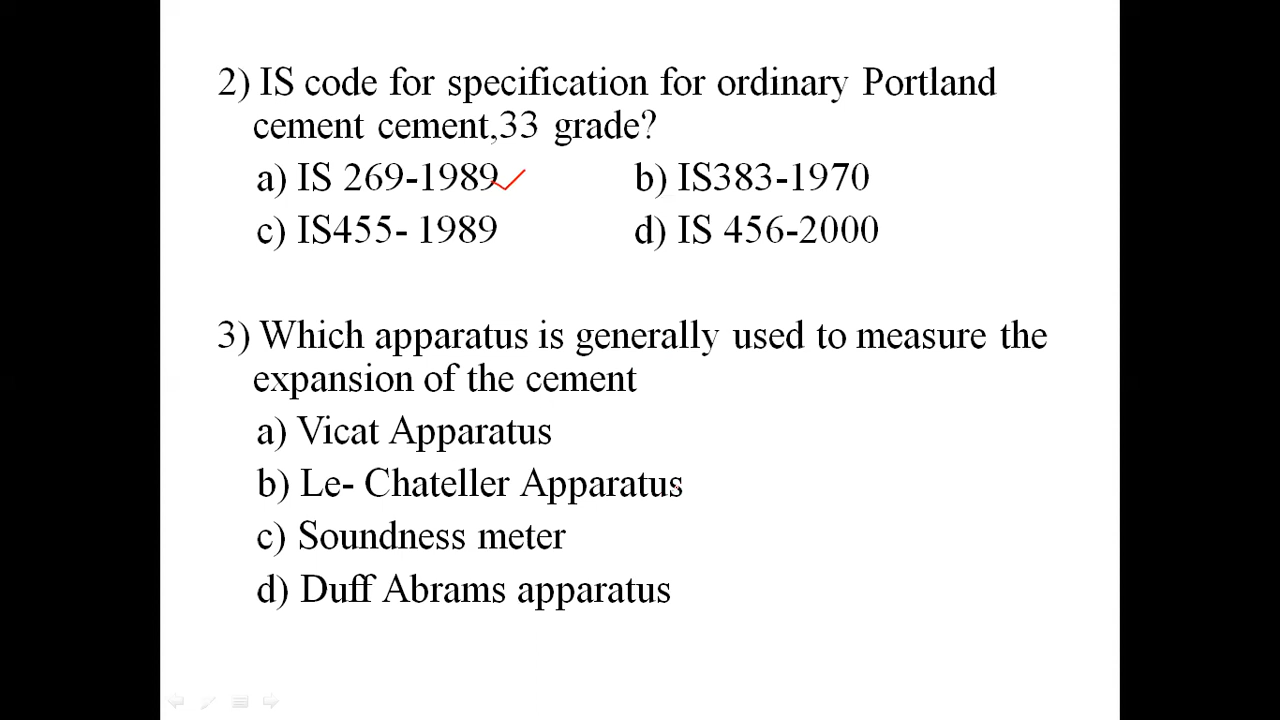 2) IS code for specification for ordinary Portland
cement cement,33 grade?
a) IS 269-1989 b) IS383-1970
c) IS455- 1989 d) IS 456-2000
3) Which apparatus is generally used to measure the
expansion of the cement
a) Vicat Apparatus
b) Le- Chateller Apparatus
c) Soundness meter
d) Duff Abrams apparatus